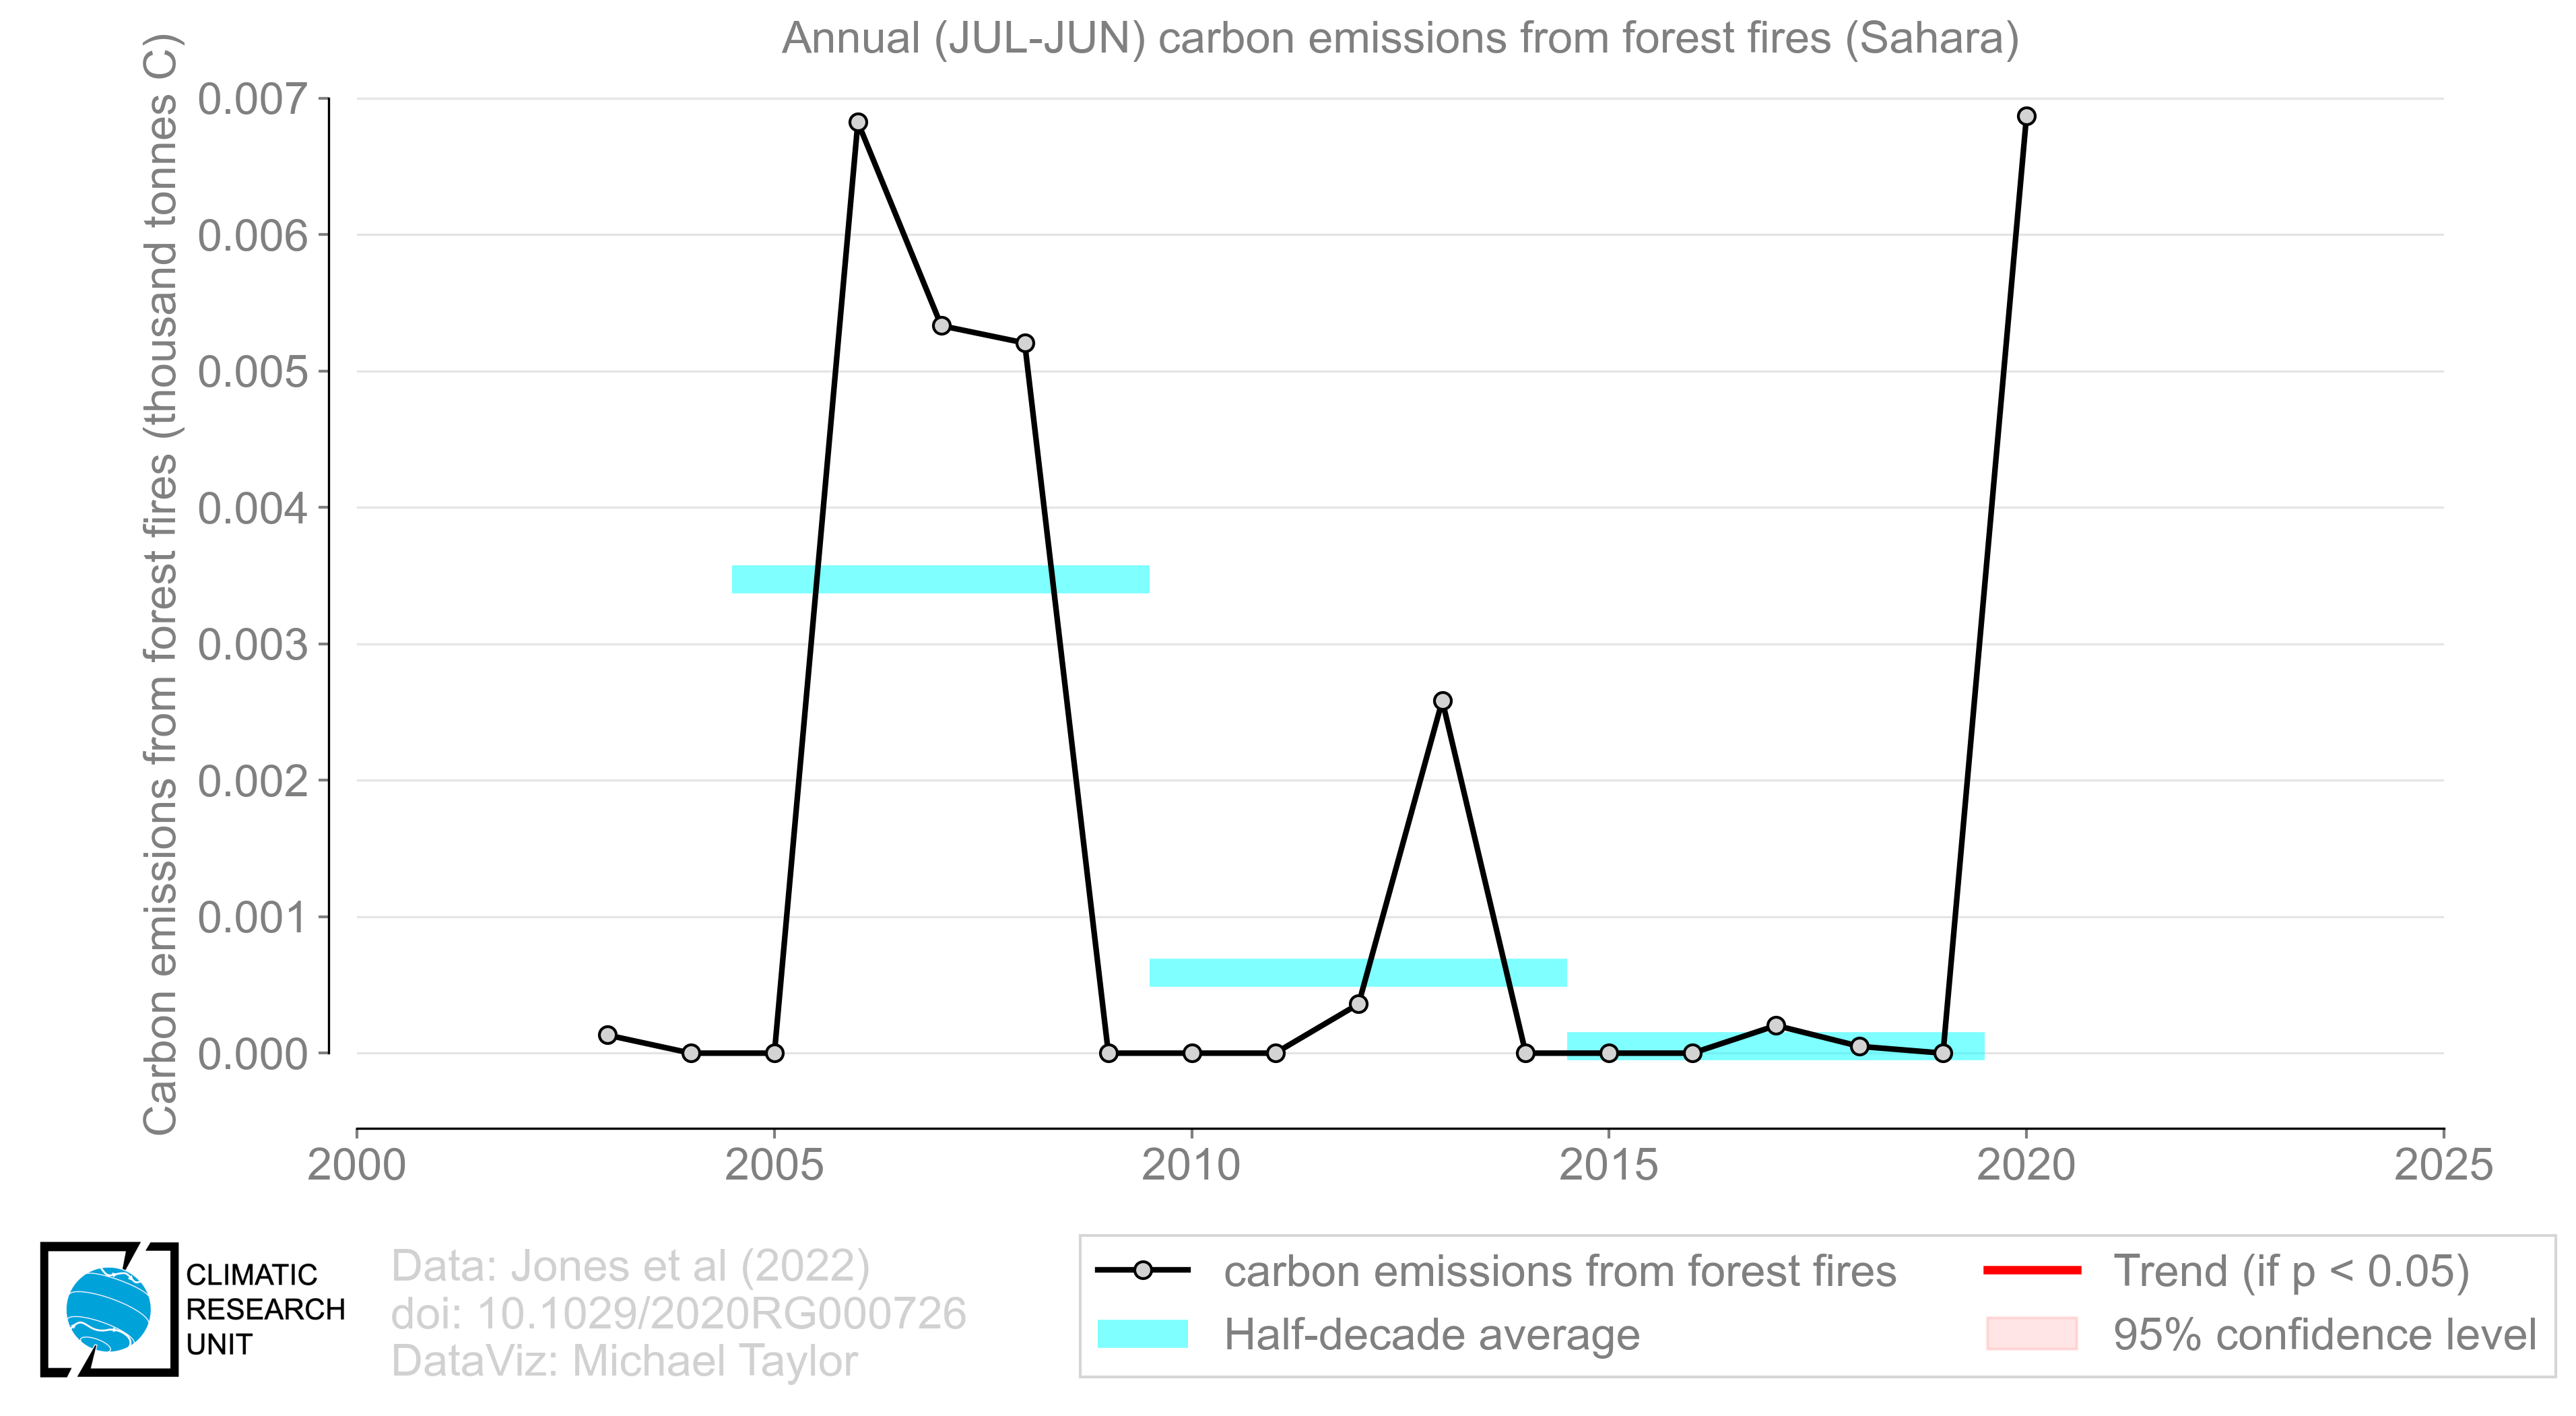 Annual (JUL-JUN) carbon emissions from forest fires (Sahara)
Carbon emissions from forest fires (thousand tonnes C)
0.007
0.006
0.005
0.004
0.003
0.002
0.001
0.000
2000 2005 2010 2015 2020 2025
CLIMATIC
RESEARCH
UNIT
Data: Jones et al (2022)
doi: 10.1029/2020RG000726
DataViz: Michael Taylor
carbon emissions from forest fires
Half-decade average
Trend (if p < 0.05)
95% confidence level